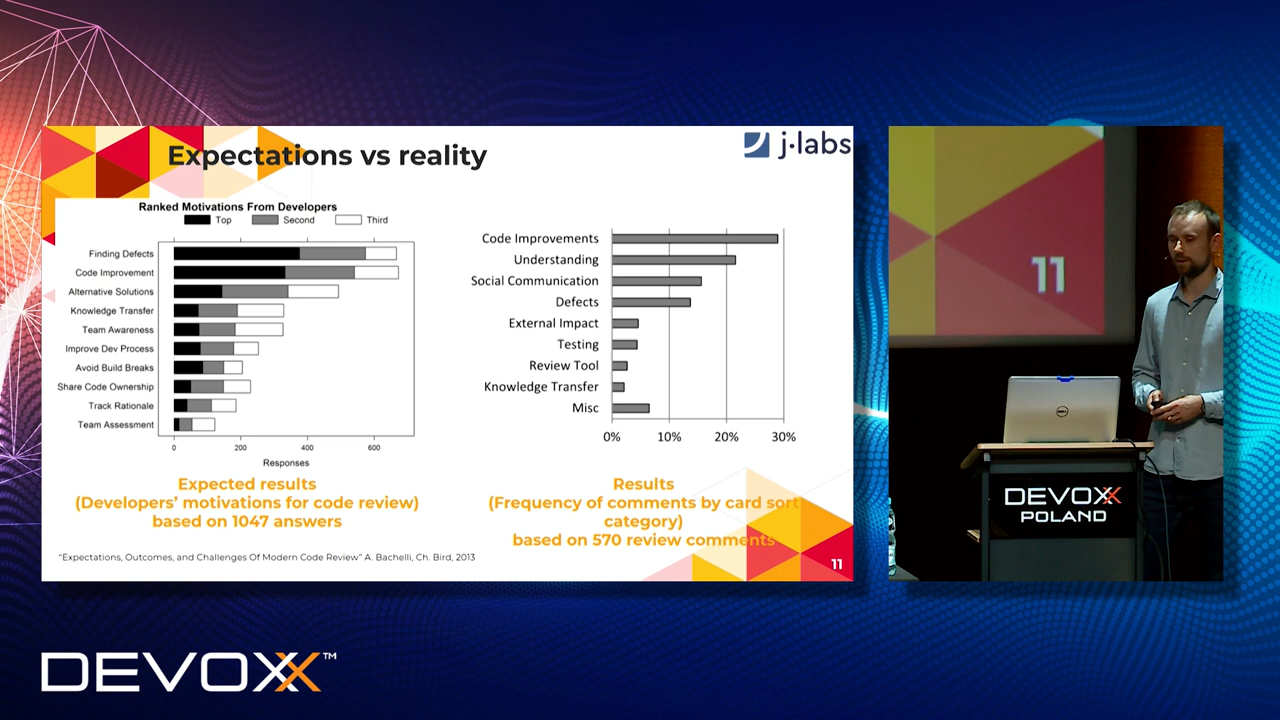 Expectations vs reality
j·labs
Ranked Motivations From Developers
Top Second Third
Finding Defects
Code Improvement
Alternative Solutions
Knowledge Transfer
Team Awareness
Improve Dev Process
Avoid Build Breaks
Share Code Ownership
Track Rationale
Team Assessment
0 200 400 600
Responses
Code Improvements
Understanding
Social Communication
Defects
External Impact
Testing
Review Tool
Knowledge Transfer
Misc
0% 10% 20% 30%
Expected results
(Developers' motivations for code review)
based on 1047 answers
Results
(Frequency of comments by card sort
category)
based on 570 review comments
"Expectations, Outcomes, and Challenges Of Modern Code Review" A. Bachelli, Ch. Bird, 2013
11
11
DELL
DEVOXX
POLAND
DEVOXX™